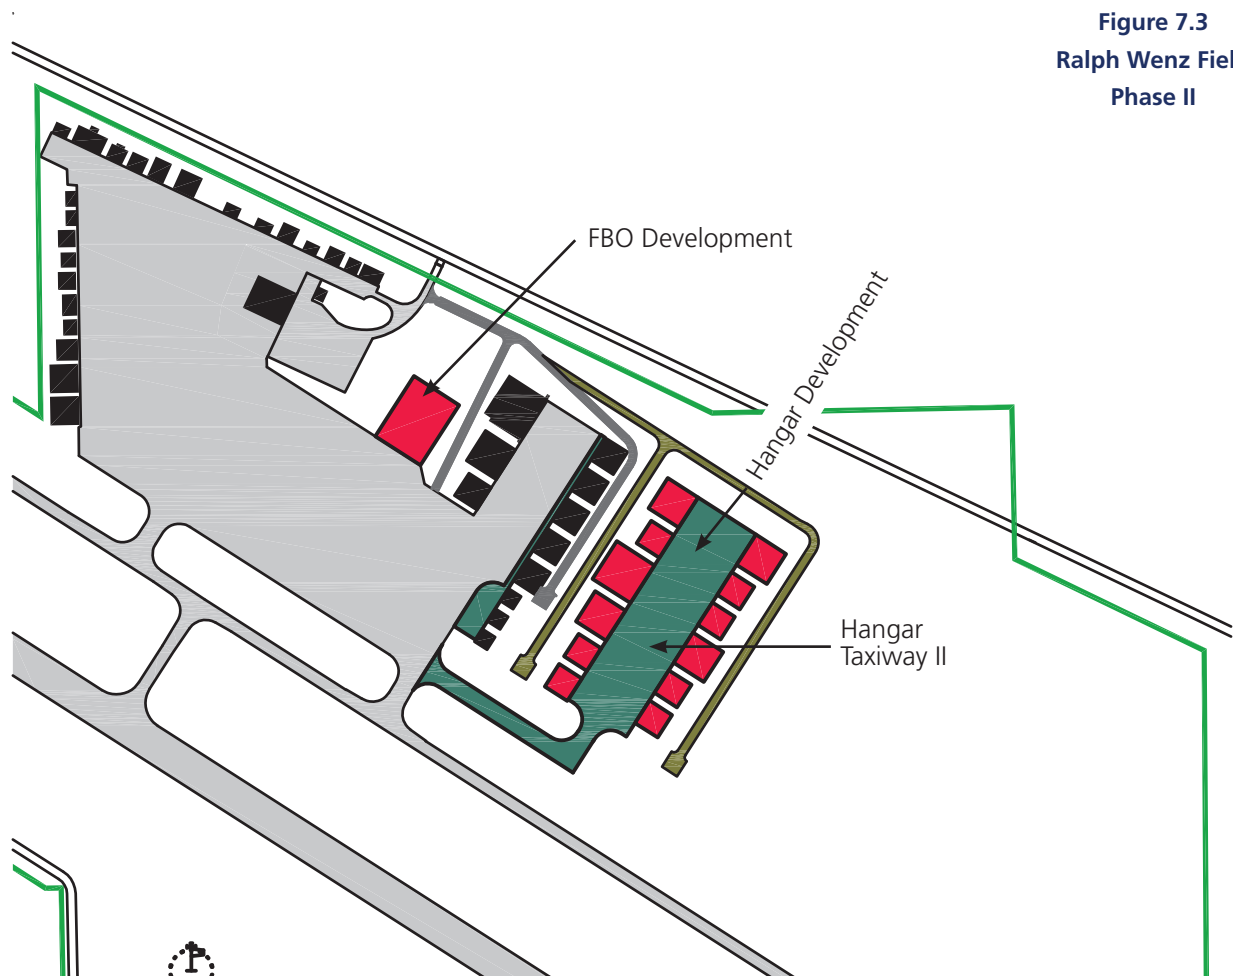 Figure 7.3
Ralph Wenz Fiel
Phase II
FBO Development
Hangar Development
Hangar
Taxiway II